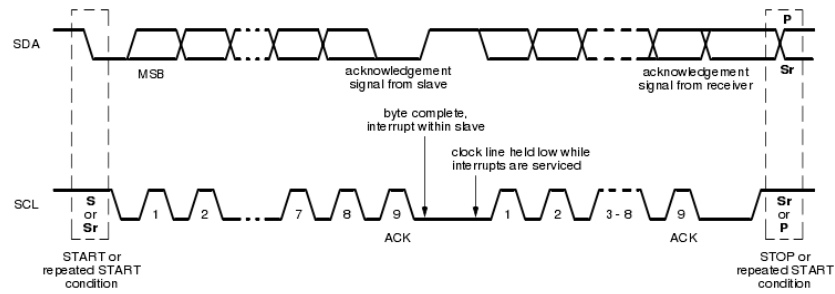 P
SDA
MSB
acknowledgement
signal from slave
acknowledgement
signal from receiver
Sr
byte complete,
interrupt within slave
clock line held low while
interrupts are serviced
SCL
S
or
Sr
1
2
7
8
9
1
2
3 - 8
9
Sr
or
P
ACK
ACK
START or
repeated START
condition
STOP or
repeated START
condition